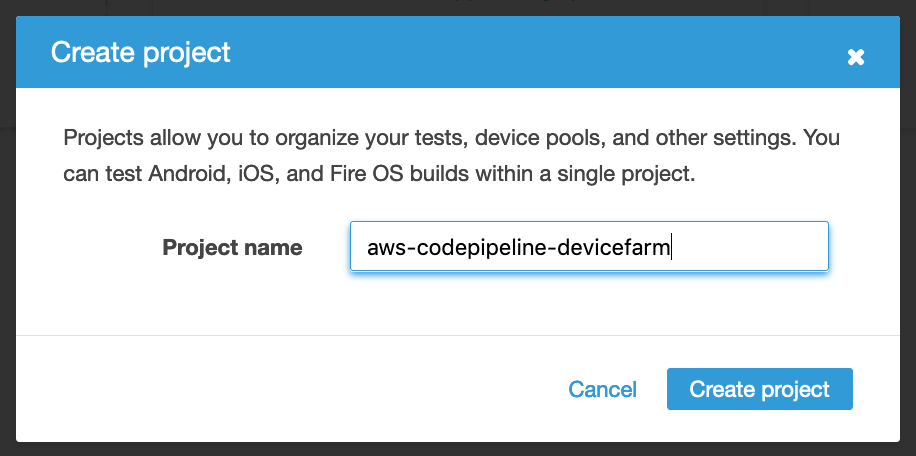 Create project
Projects allow you to organize your tests, device pools, and other settings. You
can test Android, iOS, and Fire OS builds within a single project.
Project name
aws-codepipeline-devicefarm
Cancel
Create project